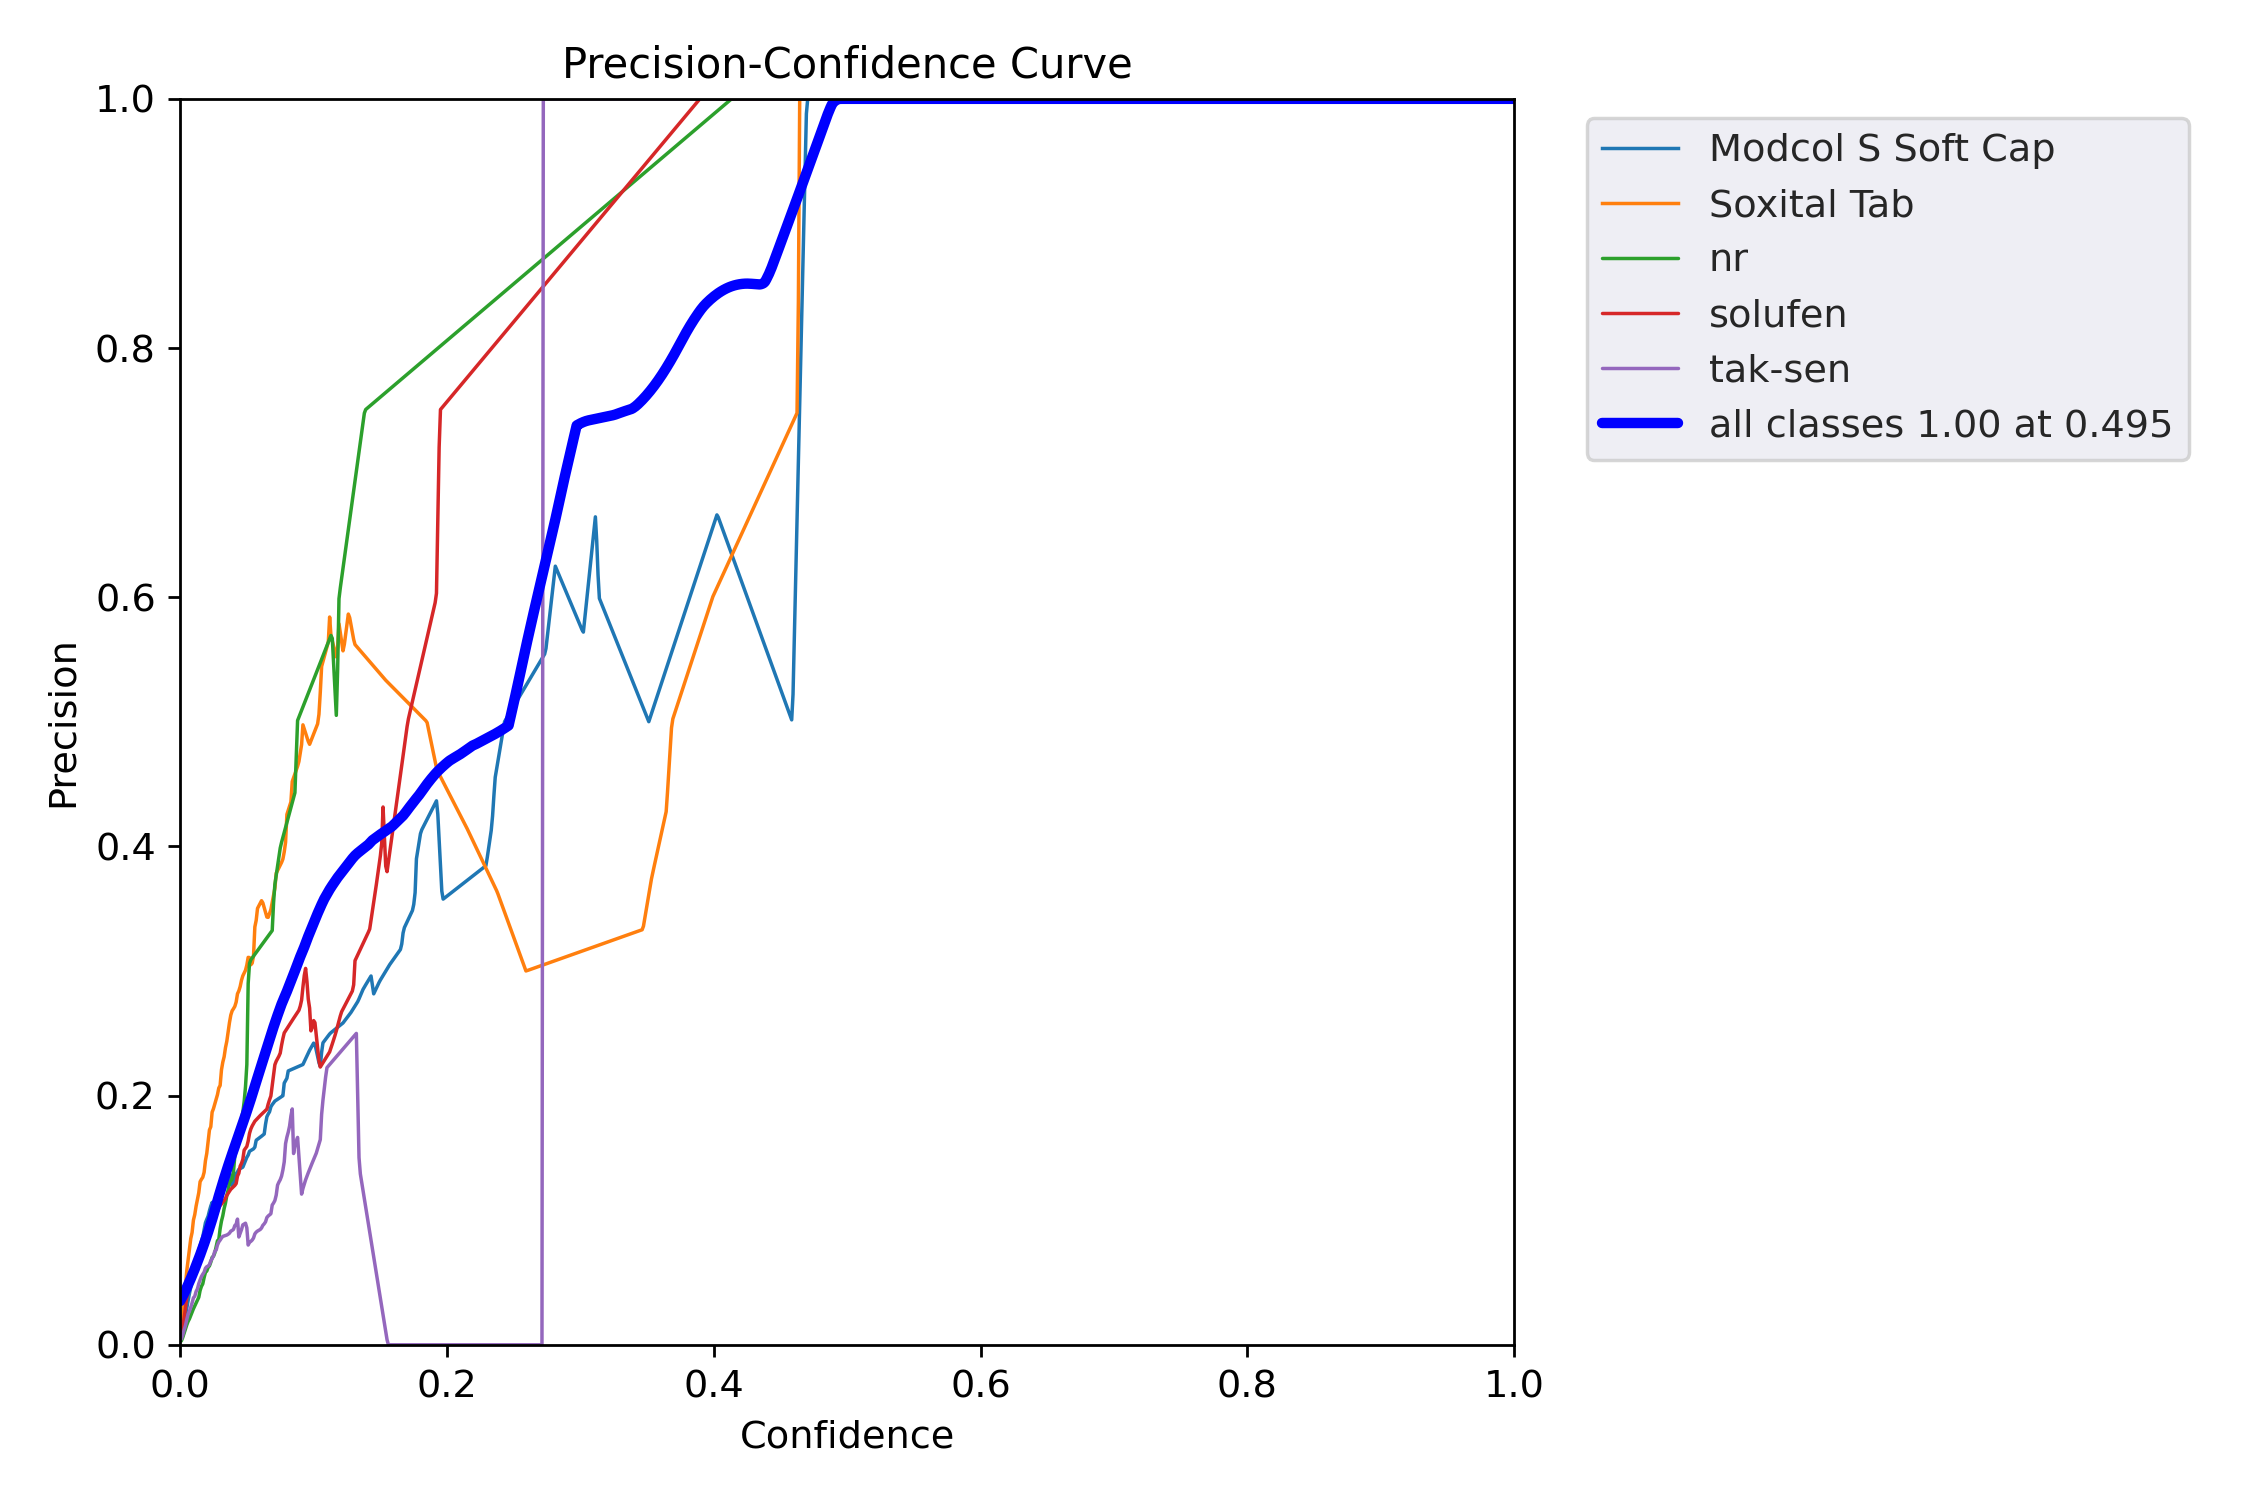 Precision-Confidence Curve
1.0
0.8
0.6
0.4
0.2
0.0
Precision
0.0 0.2 0.4 0.6 0.8 1.0
Confidence
Modcol S Soft Cap
Soxital Tab
nr
solufen
tak-sen
all classes 1.00 at 0.495